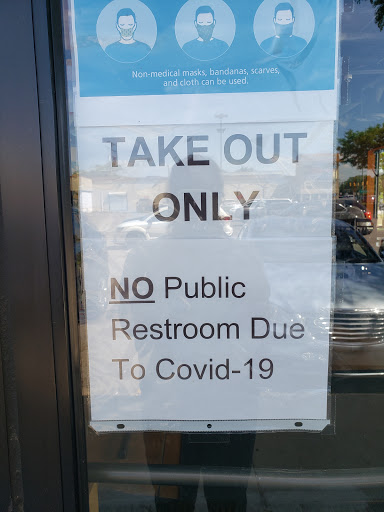 Non-medical masks, bandanas, scarves,
and cloth can be used.
TAKE OUT
ONLY
NO Public
Restroom Due
To Covid-19